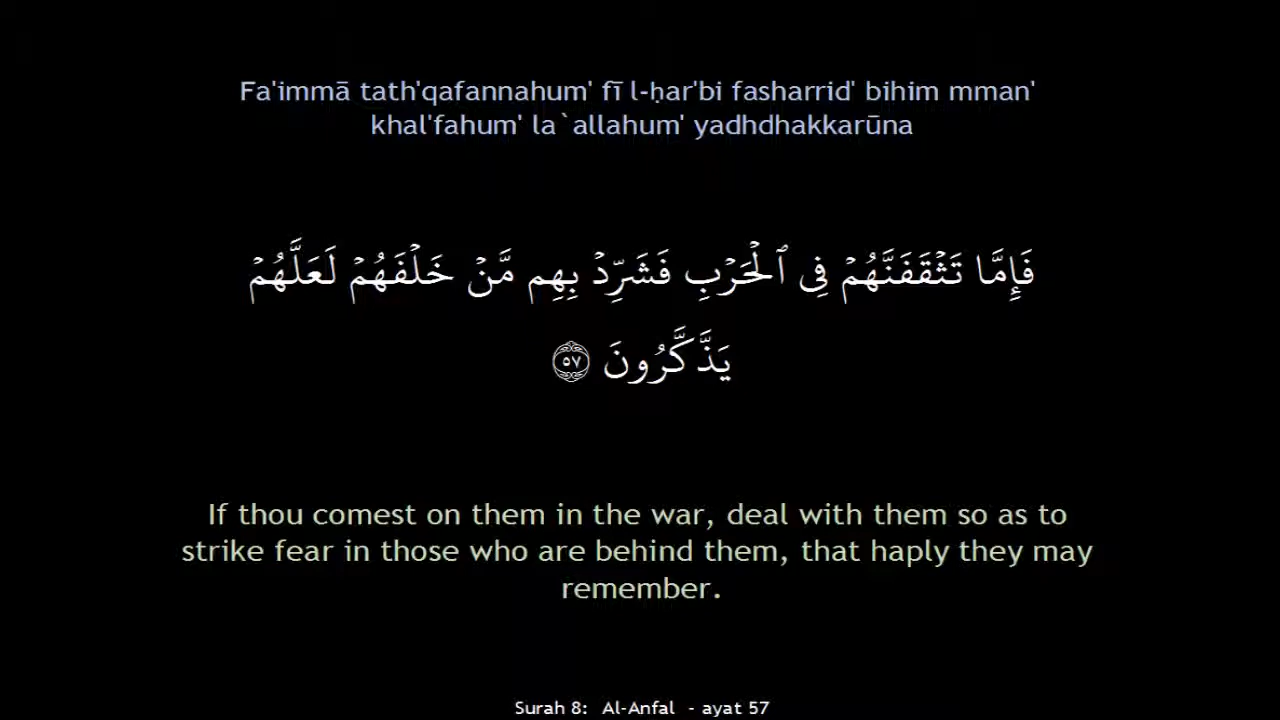 Fa'immā tath'qafannahum' fī l-ḥar'bi fasharrid' bihim mman'
khal'fahum' la`allahum' yadhdhakkarūna
فَإِمَّا تَثۡقَفَنَّهُمۡ فِى ٱلۡحَرۡبِ فَشَرِّدۡ بِهِم مَّنۡ خَلۡفَهُمۡ لَعَلَّهُمۡ
يَذَّكَّرُونَ ٥٧
If thou comest on them in the war, deal with them so as to
strike fear in those who are behind them, that haply they may
remember.
Surah 8:  Al-Anfal  - ayat 57